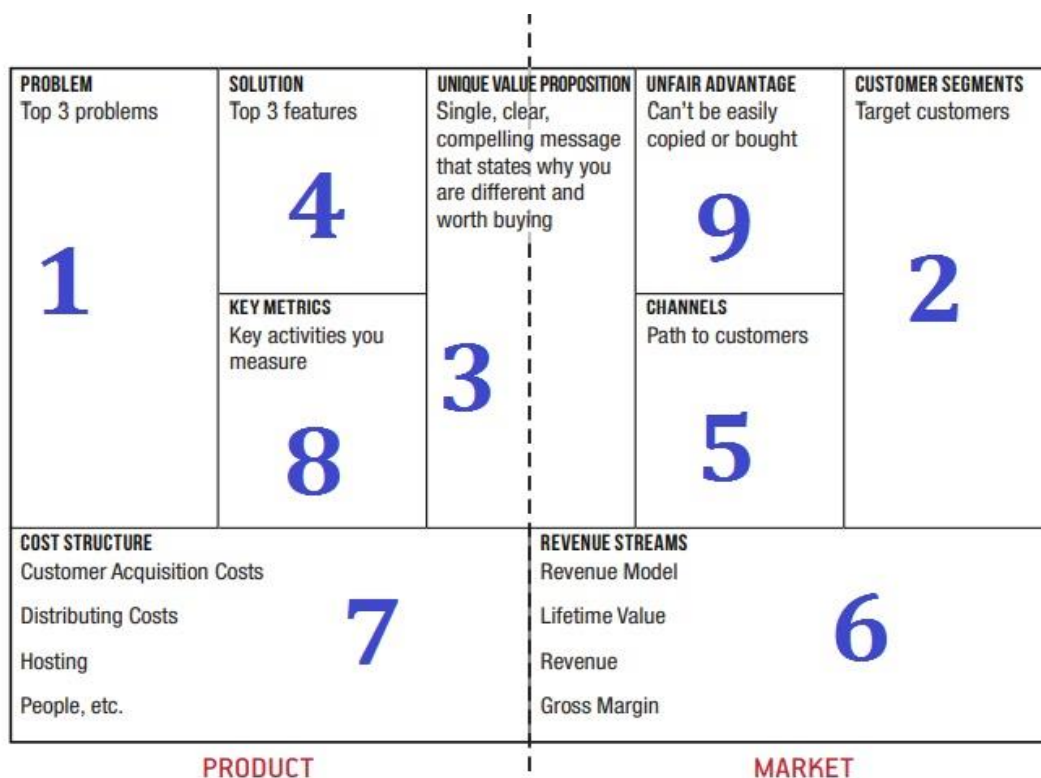 PROBLEM
Top 3 problems
1
SOLUTION
Top 3 features
4
KEY METRICS
Key activities you
measure
8
UNIQUE VALUE PROPOSITION
Single, clear,
compelling message
that states why you
are different and
worth buying
3
UNFAIR ADVANTAGE
Can't be easily
copied or bought
9
CHANNELS
Path to customers
5
CUSTOMER SEGMENTS
Target customers
2
COST STRUCTURE
Customer Acquisition Costs
Distributing Costs
Hosting
People, etc.
7
REVENUE STREAMS
Revenue Model
Lifetime Value
Revenue
Gross Margin
6
PRODUCT
MARKET